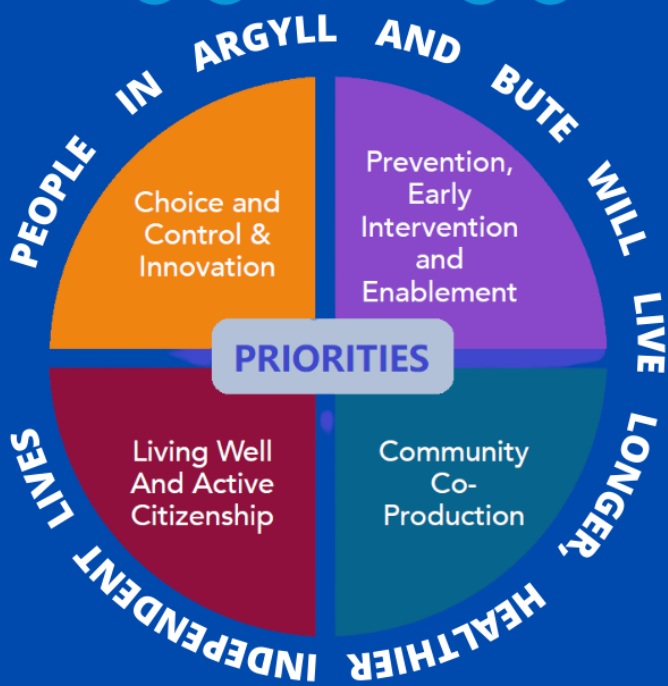 PEOPLE IN ARGYLL AND BUTE WILL LIVE LONGER, HEALTHIER INDEPENDENT LIVES
Choice and
Control &
Innovation
Prevention,
Early
Intervention
and
Enablement
PRIORITIES
Living Well
And Active
Citizenship
Community
Co-
Production